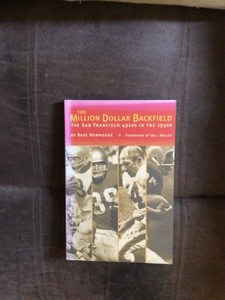 THE
MILLION DOLLAR BACKFIELD
THE SAN FRANCISCO 49ERS IN THE 1950S
BY DAVE NEWHOUSE • FOREWORD BY BILL WALSH